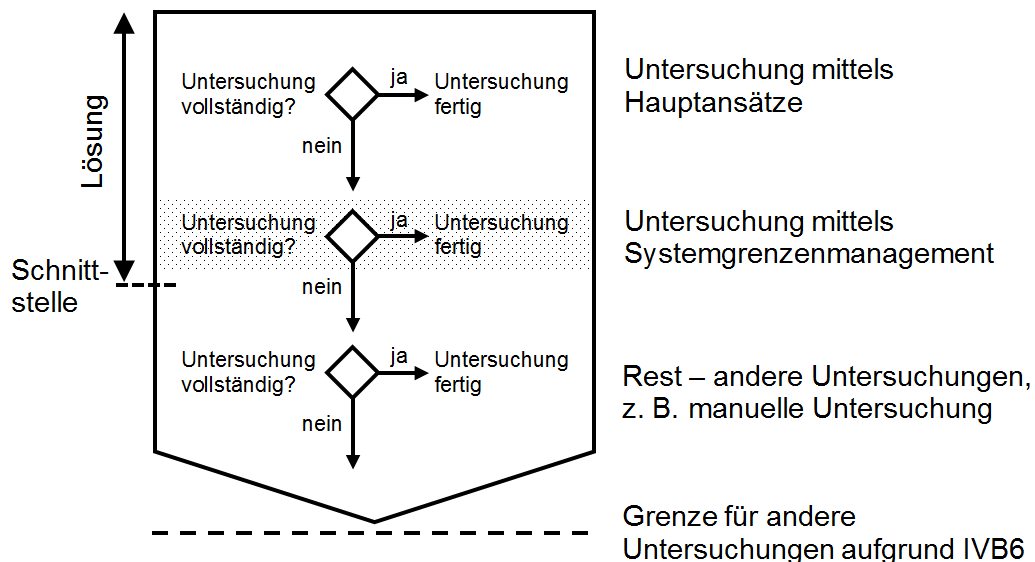 Lösung
Schnitt-
stelle
Untersuchung
vollständig?
ja
Untersuchung
fertig
nein
Untersuchung mittels
Hauptansätze
Untersuchung
vollständig?
ja
Untersuchung
fertig
nein
Untersuchung mittels
Systemgrenzenmanagement
Untersuchung
vollständig?
ja
Untersuchung
fertig
nein
Rest – andere Untersuchungen,
z. B. manuelle Untersuchung
Grenze für andere
Untersuchungen aufgrund IVB6